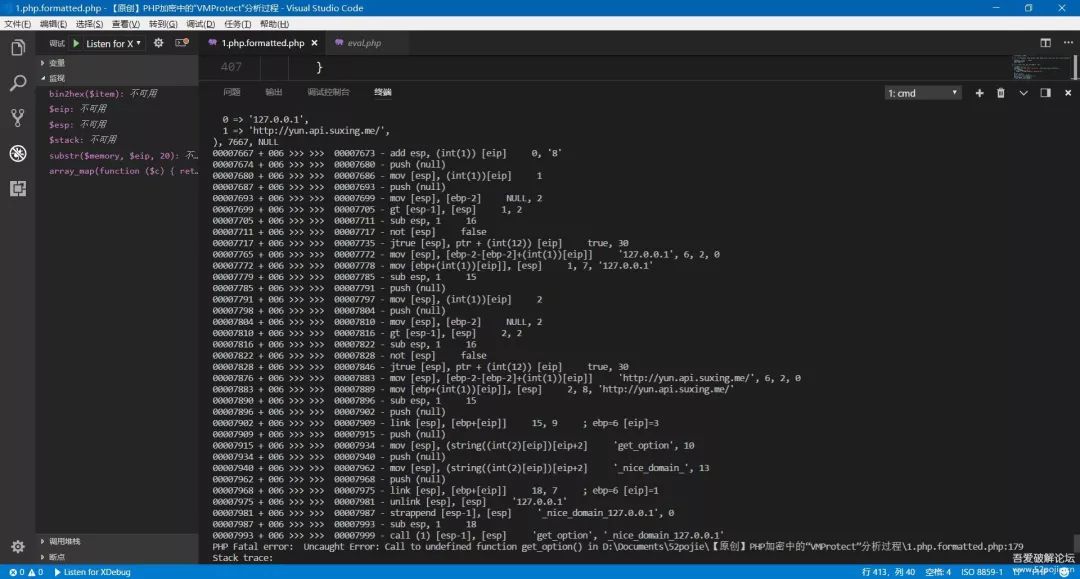 1.php.formatted.php - 【原创】PHP加密中的“VMProtect”分析过程 - Visual Studio Code
文件(F) 编辑(E) 选择(S) 查看(V) 转到(G) 调试(D) 任务(T) 帮助(H)
调试 Listen for X 1.php.formatted.php eval.php
407 }
变量
监视
bin2hex($item): 不可用
$eip: 不可用
$esp: 不可用
$stack: 不可用
substr($memory, $eip, 20): 不…
array_map(function ($c) { ret…
问题 输出 调试控制台 终端 1: cmd
0 => '127.0.0.1',
1 => 'http://yun.api.suxing.me/',
), 7667, NULL
00007667 + 006 >>> >>> 00007673 - add esp, (int(1)) [eip] 0, '8'
00007674 + 006 >>> >>> 00007680 - push (null)
00007680 + 006 >>> >>> 00007686 - mov [esp], (int(1))[eip] 1
00007687 + 006 >>> >>> 00007693 - push (null)
00007693 + 006 >>> >>> 00007699 - mov [esp], [ebp-2] NULL, 2
00007699 + 006 >>> >>> 00007705 - gt [esp-1], [esp] 1, 2
00007705 + 006 >>> >>> 00007711 - sub esp, 1 16
00007711 + 006 >>> >>> 00007717 - not [esp] false
00007717 + 006 >>> >>> 00007735 - jtrue [esp], ptr + (int(12)) [eip] true, 30
00007765 + 006 >>> >>> 00007772 - mov [esp], [ebp-2-[ebp-2]+(int(1))[eip]] '127.0.0.1', 6, 2, 0
00007772 + 006 >>> >>> 00007778 - mov [ebp+(int(1))[eip]], [esp] 1, 7, '127.0.0.1'
00007779 + 006 >>> >>> 00007785 - sub esp, 1 15
00007785 + 006 >>> >>> 00007791 - push (null)
00007791 + 006 >>> >>> 00007797 - mov [esp], (int(1))[eip] 2
00007798 + 006 >>> >>> 00007804 - push (null)
00007804 + 006 >>> >>> 00007810 - mov [esp], [ebp-2] NULL, 2
00007810 + 006 >>> >>> 00007816 - gt [esp-1], [esp] 2, 2
00007816 + 006 >>> >>> 00007822 - sub esp, 1 16
00007822 + 006 >>> >>> 00007828 - not [esp] false
00007828 + 006 >>> >>> 00007846 - jtrue [esp], ptr + (int(12)) [eip] true, 30
00007876 + 006 >>> >>> 00007883 - mov [esp], [ebp-2-[ebp-2]+(int(1))[eip]] 'http://yun.api.suxing.me/', 6, 2, 0
00007883 + 006 >>> >>> 00007889 - mov [ebp+(int(1))[eip]], [esp] 2, 8, 'http://yun.api.suxing.me/'
00007890 + 006 >>> >>> 00007896 - sub esp, 1 15
00007896 + 006 >>> >>> 00007902 - push (null)
00007902 + 006 >>> >>> 00007909 - link [esp], [ebp+[eip]] 15, 9 ; ebp=6 [eip]=3
00007909 + 006 >>> >>> 00007915 - push (null)
00007915 + 006 >>> >>> 00007934 - mov [esp], (string((int(2)[eip])[eip+2] 'get_option', 10
00007934 + 006 >>> >>> 00007940 - push (null)
00007940 + 006 >>> >>> 00007962 - mov [esp], (string((int(2)[eip])[eip+2] '_nice_domain_', 13
00007962 + 006 >>> >>> 00007968 - push (null)
00007968 + 006 >>> >>> 00007975 - link [esp], [ebp+[eip]] 18, 7 ; ebp=6 [eip]=1
00007975 + 006 >>> >>> 00007981 - unlink [esp], [esp] '127.0.0.1'
00007981 + 006 >>> >>> 00007987 - strappend [esp-1], [esp] '_nice_domain_127.0.0.1', 0
00007987 + 006 >>> >>> 00007993 - sub esp, 1 18
00007993 + 006 >>> >>> 00007999 - call (1) [esp-1], [esp] 'get_option', '_nice_domain_127.0.0.1'
PHP Fatal error: Uncaught Error: Call to undefined function get_option() in D:\Documents\52pojie\【原创】PHP加密中的“VMProtect”分析过程\1.php.formatted.php:179
Stack trace:
调用堆栈
断点
吾爱破解论坛
0 0 Listen for XDebug 行 413，列 40 空格: 4 ISO 8859-1